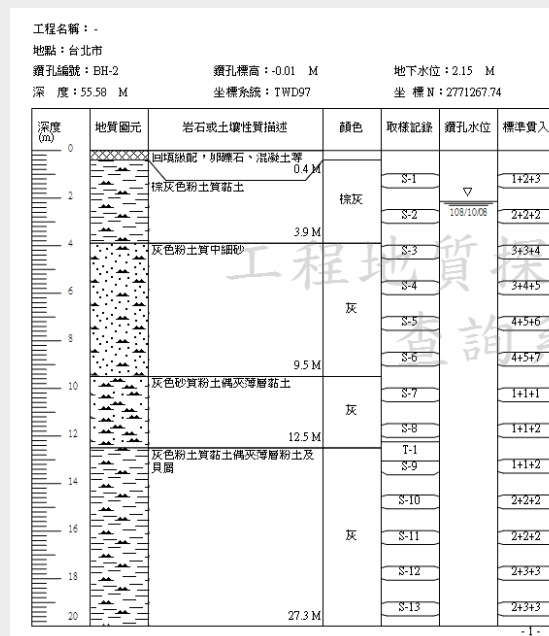 工程名稱：-
地點：台北市
鑽孔編號：BH-2 鑽孔標高：-0.01 M 地下水位：2.15 M
深 度：55.58 M 坐標系統：TWD97 坐 標 N：2771267.74
深度(m) 地質圖元 岩石或土壤性質描述 顏色 取樣記錄 鑽孔水位 標準貫入
0
回填級配，卵礫石、混凝土等
0.4 M
棕灰色粉土質黏土 棕灰
S-1 1+2+3
2
108/10/08
S-2 2+2+2
3.9 M
4
灰色粉土質中細砂 灰
S-3 3+3+4
S-4 3+4+5
6
S-5 4+5+6
8
S-6 4+5+7
9.5 M
灰色砂質粉土偶夾薄層黏土 灰
10
S-7 1+1+1
S-8 1+1+2
12
12.5 M
灰色粉土質黏土偶夾薄層粉土及
貝屑 灰
T-1
S-9 1+1+2
14
S-10 2+2+2
16
S-11 2+2+2
S-12 2+3+3
18
S-13 2+3+3
20
27.3 M
- 1 -
工程地質探
查詢